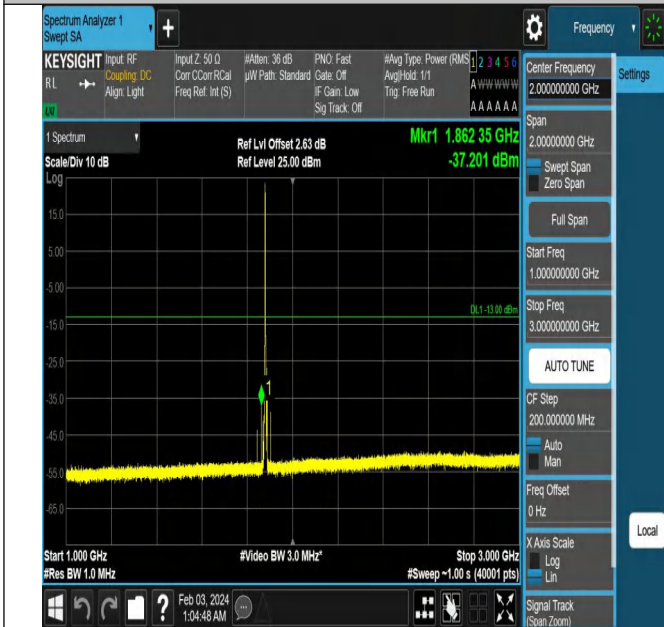 Spectrum Analyzer 1
Swept SA
+
Frequency
KEYSIGHT
RL
LXI
Input: RF
Coupling: DC
Align: Light
Input Z: 50 Ω
Corr CCorr RCal
Freq Ref: Int (S)
#Atten: 36 dB
µW Path: Standard
PNO: Fast
Gate: Off
IF Gain: Low
Sig Track: Off
#Avg Type: Power (RMS
Avg|Hold: 1/1
Trig: Free Run
1 2 3 4 5 6
A W W W W W
A A A A A A
1 Spectrum
Scale/Div 10 dB
Ref Lvl Offset 2.63 dB
Ref Level 25.00 dBm
Mkr1 1.862 35 GHz
-37.201 dBm
Log
15.0
5.00
-5.00
-15.0
-25.0
-35.0
-45.0
-55.0
-65.0
DL1 -13.00 dBm
1
Start 1.000 GHz
#Res BW 1.0 MHz
#Video BW 3.0 MHz*
Stop 3.000 GHz
#Sweep ~1.00 s (40001 pts)
Feb 03, 2024
1:04:48 AM
Center Frequency
2.000000000 GHz
Settings
Span
2.00000000 GHz
Swept Span
Zero Span
Full Span
Start Freq
1.000000000 GHz
Stop Freq
3.000000000 GHz
AUTO TUNE
CF Step
200.000000 MHz
Auto
Man
Freq Offset
0 Hz
X Axis Scale
Log
Lin
Local
Signal Track
(Span Zoom)